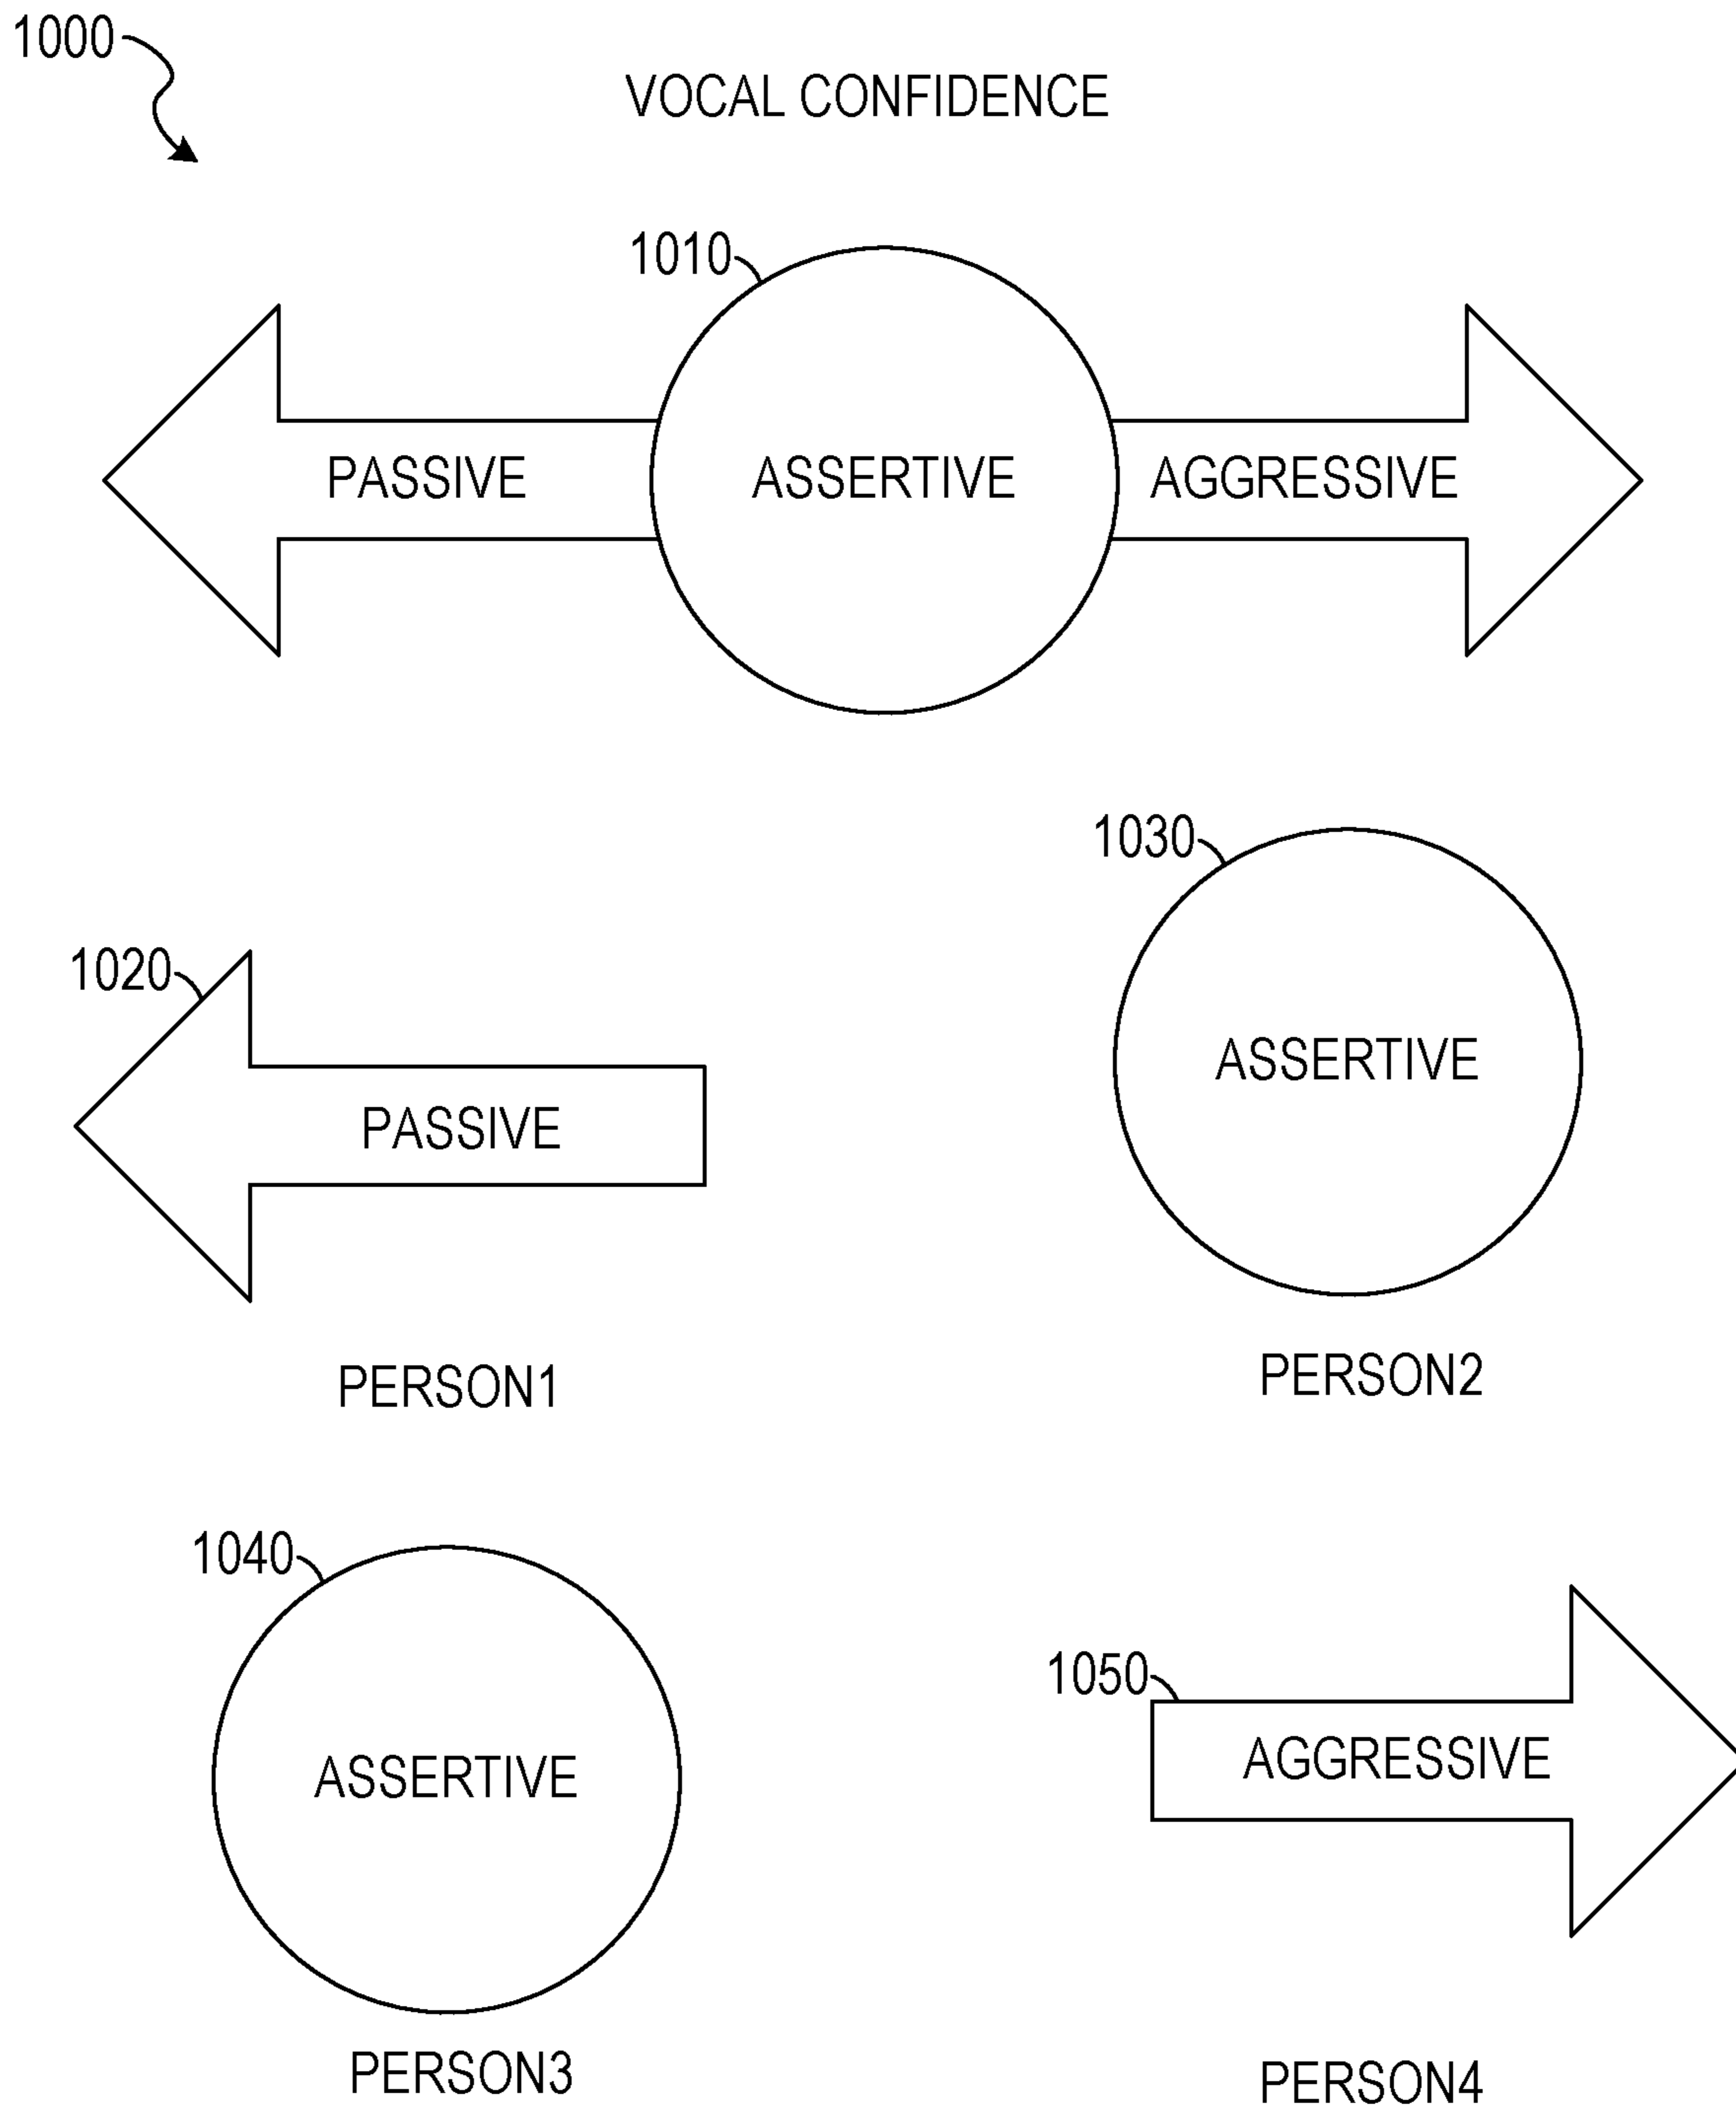 1000
VOCAL CONFIDENCE
1010
PASSIVE ASSERTIVE AGGRESSIVE
1030
1020
ASSERTIVE
PASSIVE
PERSON1
PERSON2
1040
1050
ASSERTIVE
AGGRESSIVE
PERSON3
PERSON4